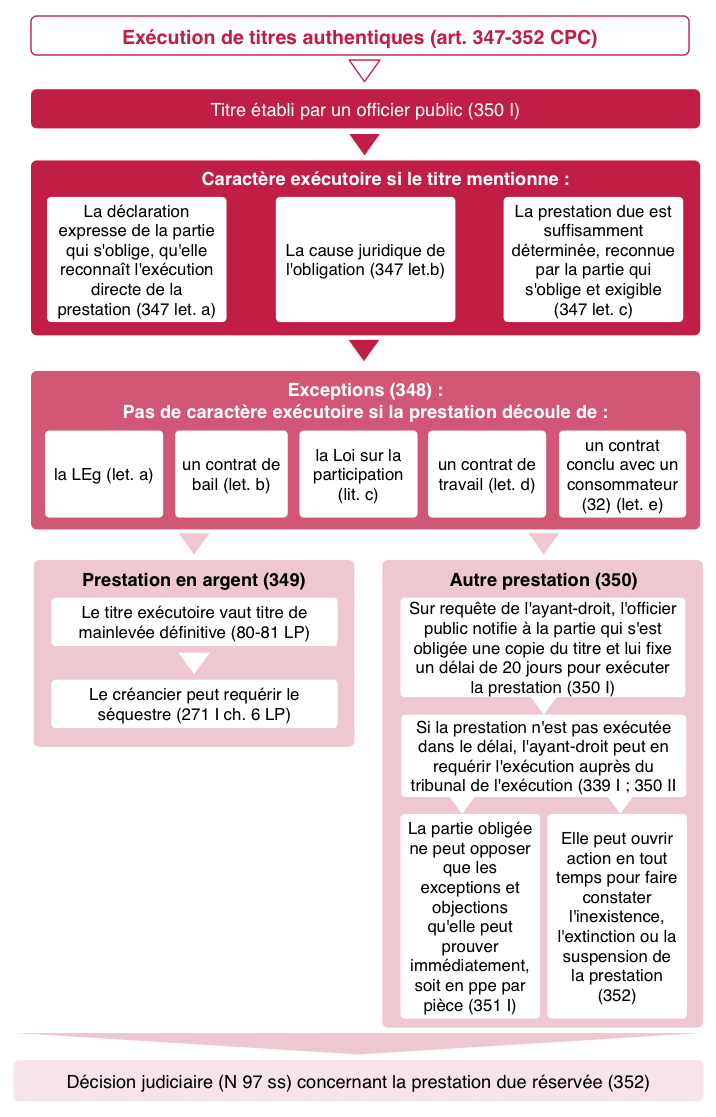 Exécution de titres authentiques (art. 347-352 CPC)
Titre établi par un officier public (350 I)
Caractère exécutoire si le titre mentionne :
La déclaration
expresse de la partie
qui s'oblige, qu'elle
reconnaît l'exécution
directe de la
prestation (347 let. a)
La cause juridique de
l'obligation (347 let.b)
La prestation due est
suffisamment
déterminée, reconnue
par la partie qui
s'oblige et exigible
(347 let. c)
Exceptions (348) :
Pas de caractère exécutoire si la prestation découle de :
la LEg (let. a)
un contrat de
bail (let. b)
la Loi sur la
participation
(lit. c)
un contrat de
travail (let. d)
un contrat
conclu avec un
consommateur
(32) (let. e)
Prestation en argent (349)
Le titre exécutoire vaut titre de
mainlevée définitive (80-81 LP)
Le créancier peut requérir le
séquestre (271 I ch. 6 LP)
Autre prestation (350)
Sur requête de l'ayant-droit, l'officier
public notifie à la partie qui s'est
obligée une copie du titre et lui fixe
un délai de 20 jours pour exécuter
la prestation (350 I)
Si la prestation n'est pas exécutée
dans le délai, l'ayant-droit peut en
requérir l'exécution auprès du
tribunal de l'exécution (339 I ; 350 II
La partie obligée
ne peut opposer
que les
exceptions et
objections
qu'elle peut
prouver
immédiatement,
soit en ppe par
pièce (351 I)
Elle peut ouvrir
action en tout
temps pour faire
constater
l'inexistence,
l'extinction ou la
suspension de
la prestation
(352)
Décision judiciaire (N 97 ss) concernant la prestation due réservée (352)